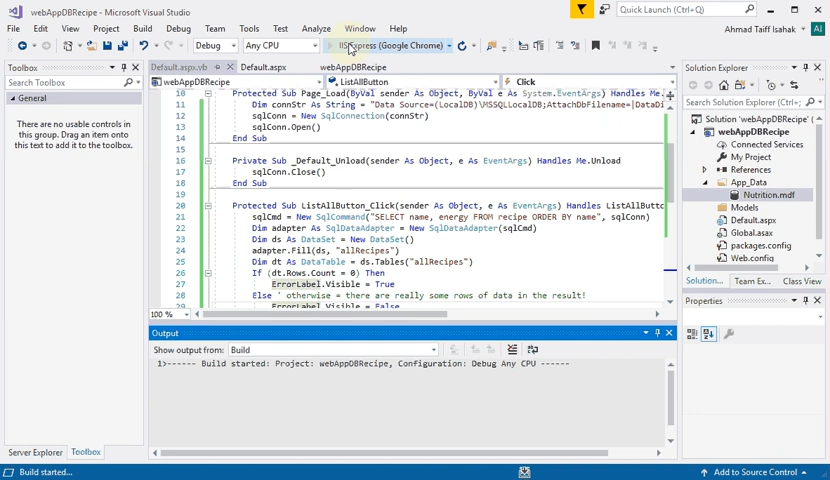 webAppDBRecipe - Microsoft Visual Studio
Quick Launch (Ctrl+Q)
File Edit View Project Build Debug Team Tools Test Analyze Window Help
Ahmad Taif Ishak AI
Debug Any CPU IIS Express (Google Chrome)
Toolbox
Search Toolbox
General
There are no usable controls in
this group. Drag an item onto
this text to add it to the toolbox.
Server Explorer Toolbox
Default.aspx.vb Default.aspx webAppDBRecipe
webAppDBRecipe ListAllButton Click
10 Protected Sub Page_Load(ByVal sender As Object, ByVal e As System.EventArgs) Handles Me.
11 Dim connStr As String = "Data Source=(LocalDB)\MSSQLLocalDB;AttachDbFilename=|DataDi
12 sqlConn = New SqlConnection(connStr)
13 sqlConn.Open()
14 End Sub
15
16 Private Sub _Default_Unload(sender As Object, e As EventArgs) Handles Me.Unload
17 sqlConn.Close()
18 End Sub
19
20 Protected Sub ListAllButton_Click(sender As Object, e As EventArgs) Handles ListAllButto
21 sqlCmd = New SqlCommand("SELECT name, energy FROM recipe ORDER BY name", sqlConn)
22 Dim adapter As SqlDataAdapter = New SqlDataAdapter(sqlCmd)
23 Dim ds As DataSet = New DataSet()
24 adapter.Fill(ds, "allRecipes")
25 Dim dt As DataTable = ds.Tables("allRecipes")
26 If (dt.Rows.Count = 0) Then
27 ErrorLabel.Visible = True
28 Else ' otherwise = there are really some rows of data in the result!
29 ErrorLabel.Visible = False
100 %
Output
Show output from: Build
1>------ Build started: Project: webAppDBRecipe, Configuration: Debug Any CPU ------
Solution Explorer
Search Solution Explorer (Ctrl+;)
Solution 'webAppDBRecipe' (1
webAppDBRecipe
Connected Services
My Project
References
App_Data
Nutrition.mdf
Models
Default.aspx
Global.asax
packages.config
Web.config
Solution... Team Ex... Class View
Properties
Build started...
Add to Source Control